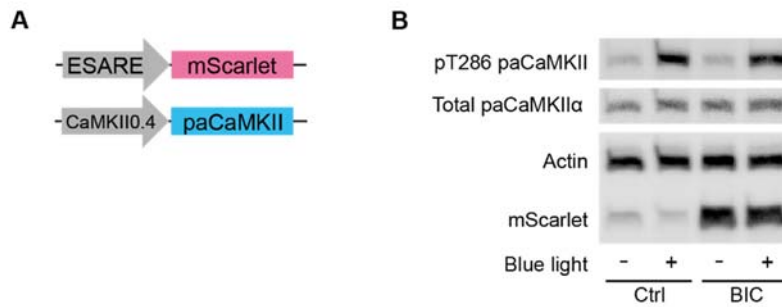 A
ESARE mScarlet
CaMKII0.4 paCaMKII
B
pT286 paCaMKII
Total paCaMKIIα
Actin
mScarlet
Blue light - + - +
Ctrl BIC